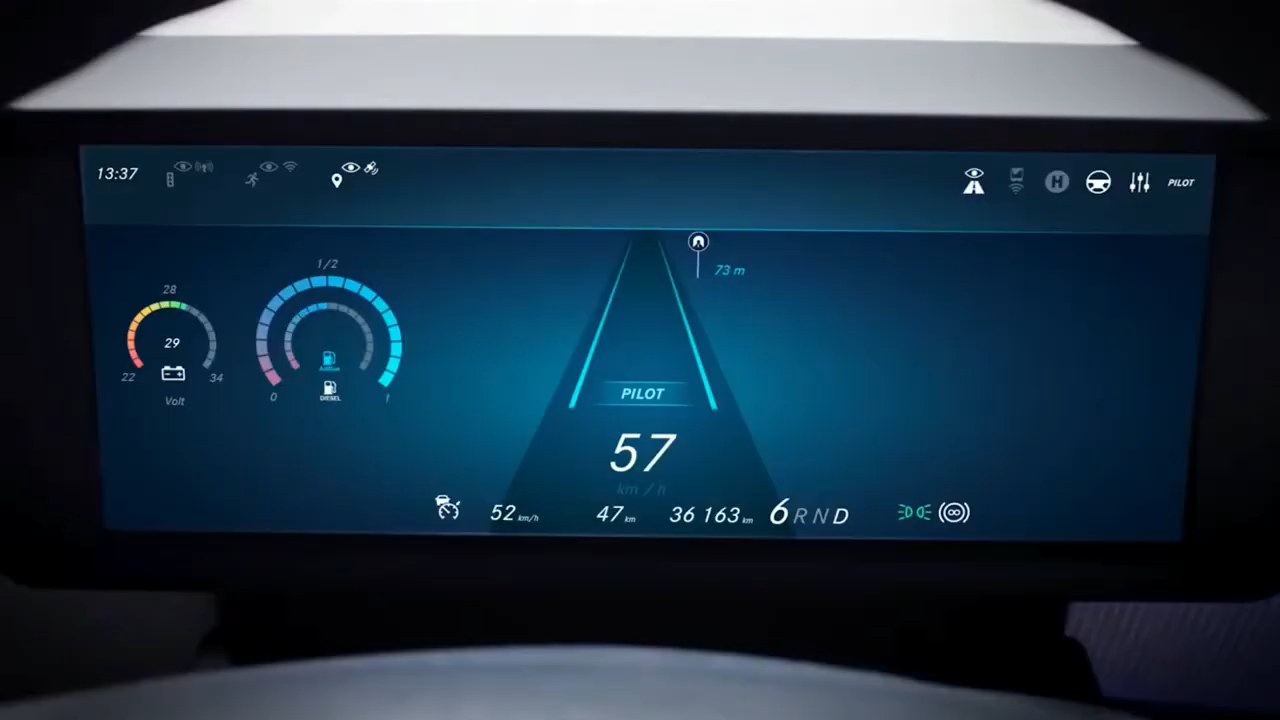 13:37
PILOT
73 m
1/2
28
29
22
34
Volt
AdBlue
DIESEL
0
1
PILOT
57
km/h
52 km/h
47 km
36 163 km
6 R N D
H